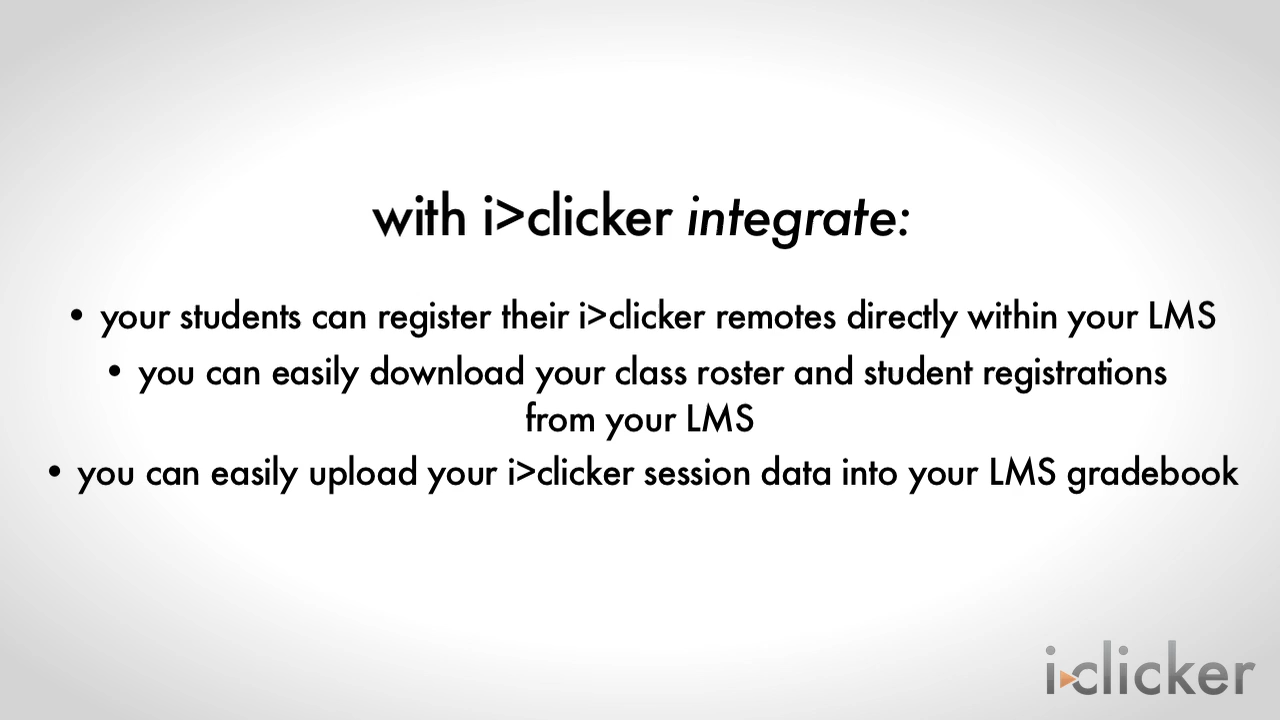 with i>clicker integrate:
• your students can register their i>clicker remotes directly within your LMS
• you can easily download your class roster and student registrations
from your LMS
• you can easily upload your i>clicker session data into your LMS gradebook
i>clicker